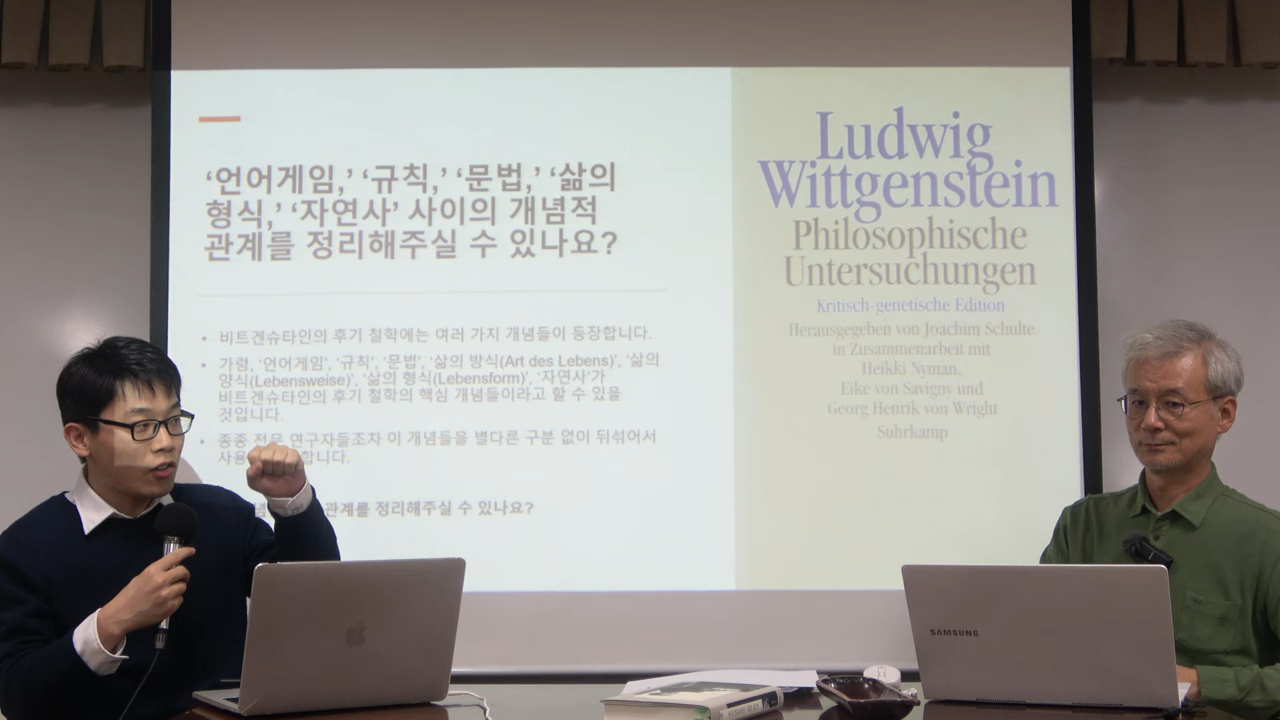 ‘언어게임,’ ‘규칙,’ ‘문법,’ ‘삶의
형식,’ ‘자연사’ 사이의 개념적
관계를 정리해주실 수 있나요?
• 비트겐슈타인의 후기 철학에는 여러 가지 개념들이 등장합니다.
• 가령, ‘언어게임’, ‘규칙’, ‘문법’, ‘삶의 방식(Art des Lebens)’, ‘삶의
양식(Lebensweise)’, ‘삶의 형식(Lebensform)’, ‘자연사’가
비트겐슈타인의 후기 철학의 핵심 개념들이라고 할 수 있을
것입니다.
• 종종 전문 연구자들조차 이 개념들을 별다른 구분 없이 뒤섞어서
관계를 정리해주실 수 있나요?
Ludwig
Wittgenstein
Philosophische
Untersuchungen
Kritisch-genetische Edition
Herausgegeben von Joachim Schulte
in Zusammenarbeit mit
Heikki Nyman,
Eike von Savigny und
Georg Henrik von Wright
Suhrkamp
SAMSUNG